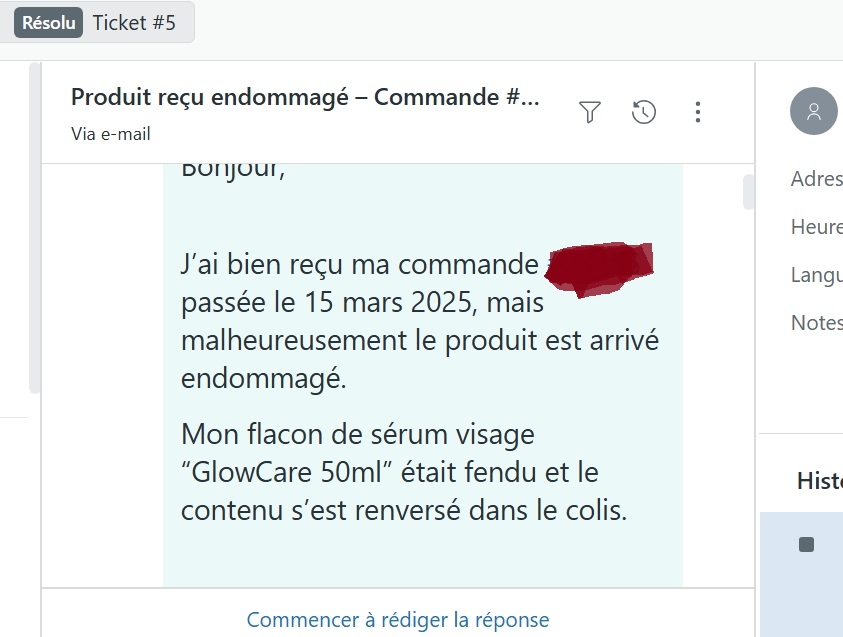 Résolu Ticket #5
Produit reçu endommagé – Commande #...
Via e-mail
Bonjour,
J’ai bien reçu ma commande
passée le 15 mars 2025, mais
malheureusement le produit est arrivé
endommagé.
Mon flacon de sérum visage
“GlowCare 50ml” était fendu et le
contenu s’est renversé dans le colis.
Commencer à rédiger la réponse
Adres
Heure
Langu
Notes
Histo